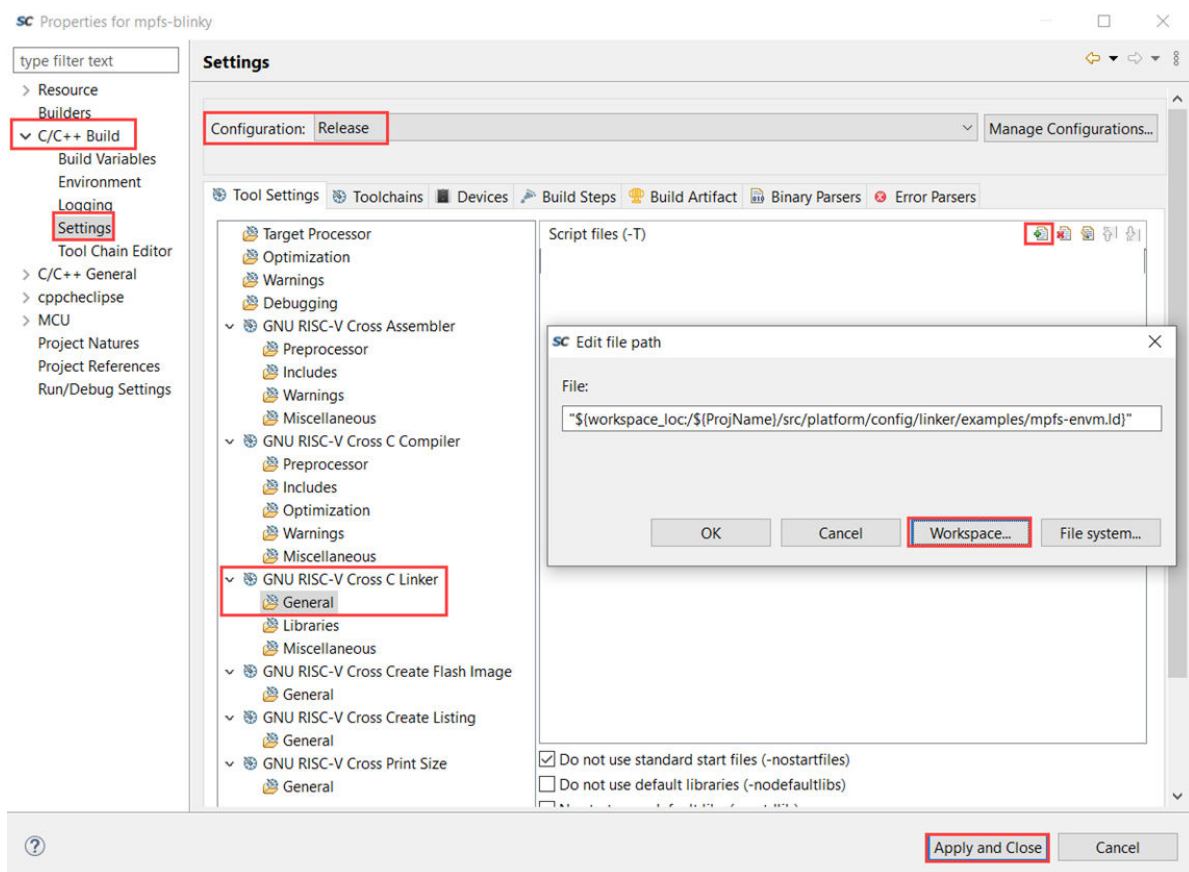 SC Properties for mpfs-blinky
type filter text
Resource
Builders
C/C++ Build
Build Variables
Environment
Logging
Settings
Tool Chain Editor
C/C++ General
cppcheclipse
MCU
Project Natures
Project References
Run/Debug Settings
Settings
Configuration: Release
Manage Configurations...
Tool Settings Toolchains Devices Build Steps Build Artifact Binary Parsers Error Parsers
Target Processor
Optimization
Warnings
Debugging
GNU RISC-V Cross Assembler
Preprocessor
Includes
Warnings
Miscellaneous
GNU RISC-V Cross C Compiler
Preprocessor
Includes
Optimization
Warnings
Miscellaneous
GNU RISC-V Cross C Linker
General
Libraries
Miscellaneous
GNU RISC-V Cross Create Flash Image
General
GNU RISC-V Cross Create Listing
General
GNU RISC-V Cross Print Size
General
Script files (-T)
SC Edit file path
File:
"${workspace_loc:/${ProjName}/src/platform/config/linker/examples/mpfs-envm.ld}"
OK Cancel Workspace... File system...
Do not use standard start files (-nostartfiles)
Do not use default libraries (-nodefaultlibs)
Apply and Close Cancel